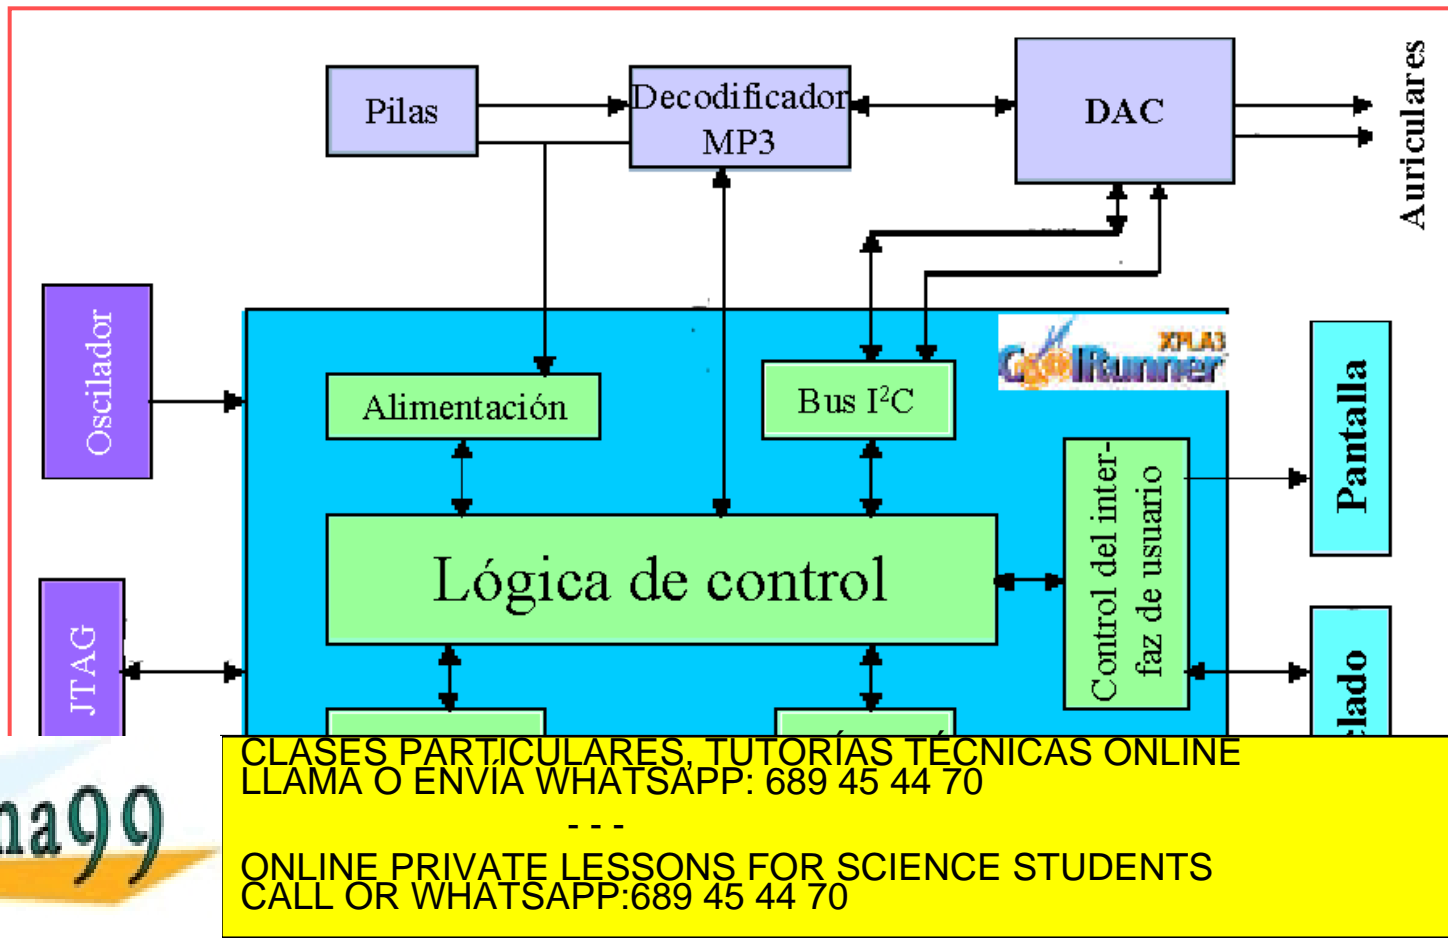 Pilas
Decodificador
MP3
DAC
Auriculares
Oscilador
XPLA3
CoolRunner
Alimentación
Bus I²C
Pantalla
Control del inter-
faz de usuario
Lógica de control
JTAG
CLASES PARTICULARES, TUTORÍAS TÉCNICAS ONLINE
LLAMA O ENVÍA WHATSAPP: 689 45 44 70
- - -
ONLINE PRIVATE LESSONS FOR SCIENCE STUDENTS
CALL OR WHATSAPP:689 45 44 70